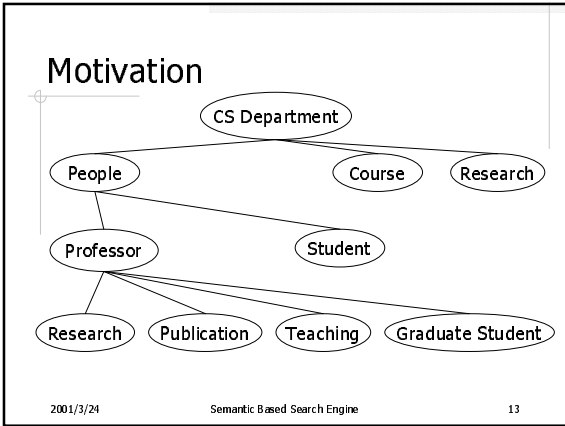 Motivation
CS Department
People Course Research
Professor Student
Research Publication Teaching Graduate Student
2001/3/24 Semantic Based Search Engine 13